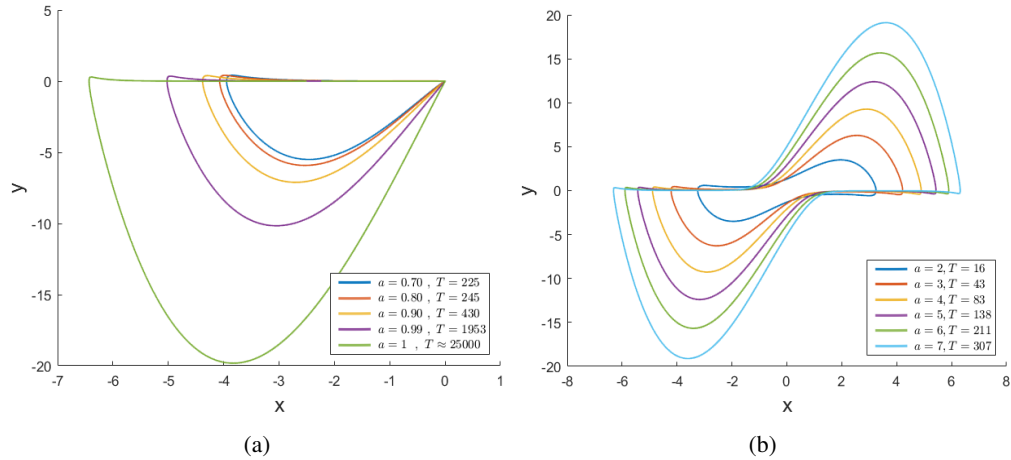 5
0
-5
-10
-15
-20
y
-7 -6 -5 -4 -3 -2 -1 0 1
x
a = 0.70 , T = 225
a = 0.80 , T = 245
a = 0.90 , T = 430
a = 0.99 , T = 1953
a = 1 , T ≈ 25000
(a)
20
15
10
5
0
-5
-10
-15
-20
y
-8 -6 -4 -2 0 2 4 6 8
x
a = 2, T = 16
a = 3, T = 43
a = 4, T = 83
a = 5, T = 138
a = 6, T = 211
a = 7, T = 307
(b)